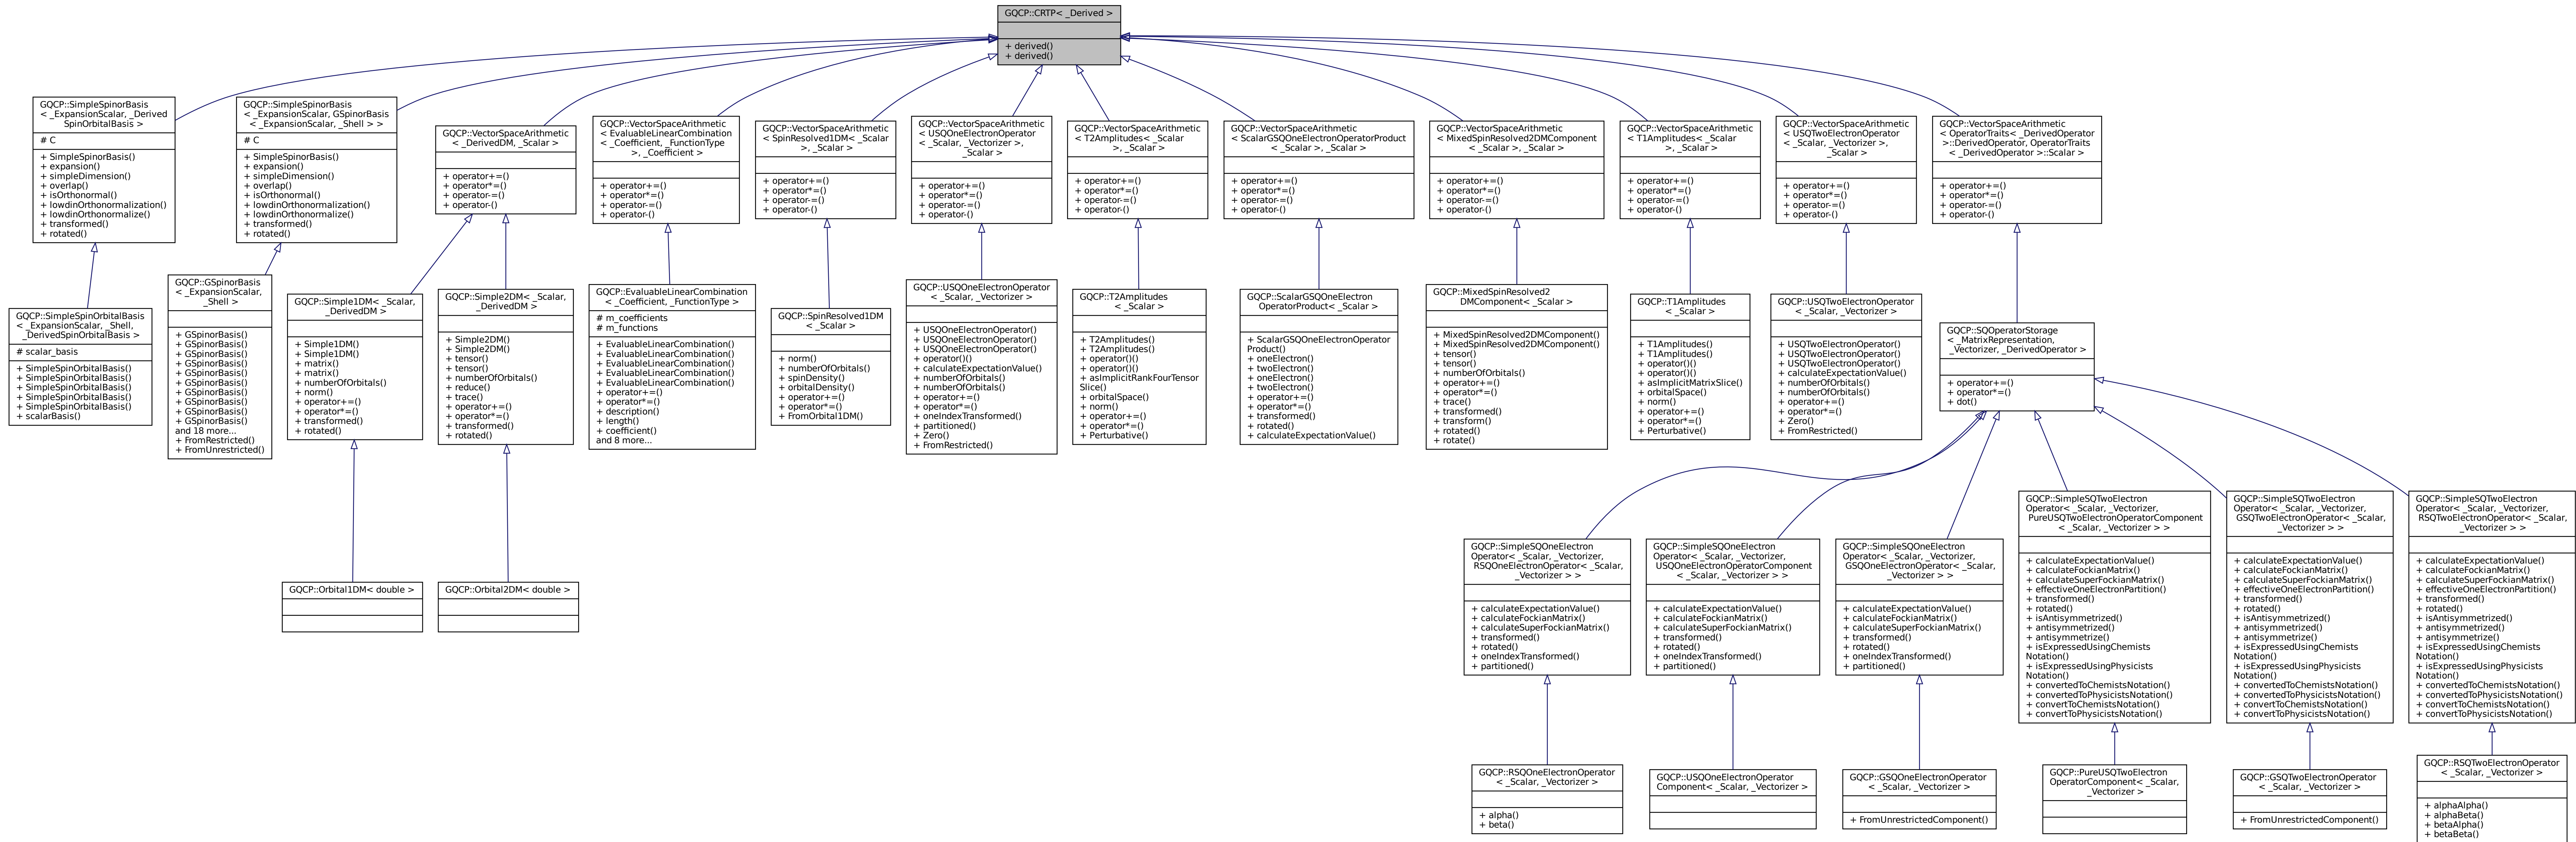 GQCP::CRTP< _Derived >
+ derived()
+ derived()
GQCP::SimpleSpinorBasis
< _ExpansionScalar, _Derived
SpinOrbitalBasis >
# C
+ SimpleSpinorBasis()
+ expansion()
+ simpleDimension()
+ overlap()
+ isOrthonormal()
+ lowdinOrthonormalization()
+ lowdinOrthonormalize()
+ transformed()
+ rotated()
GQCP::SimpleSpinorBasis
< _ExpansionScalar, GSpinorBasis
< _ExpansionScalar, _Shell > >
# C
+ SimpleSpinorBasis()
+ expansion()
+ simpleDimension()
+ overlap()
+ isOrthonormal()
+ lowdinOrthonormalization()
+ lowdinOrthonormalize()
+ transformed()
+ rotated()
GQCP::VectorSpaceArithmetic
< _DerivedDM, _Scalar >
+ operator+=()
+ operator*=()
+ operator-=()
+ operator-()
GQCP::VectorSpaceArithmetic
< EvaluableLinearCombination
< _Coefficient, _FunctionType
>, _Coefficient >
+ operator+=()
+ operator*=()
+ operator-=()
+ operator-()
GQCP::VectorSpaceArithmetic
< SpinResolved1DM< _Scalar
>, _Scalar >
+ operator+=()
+ operator*=()
+ operator-=()
+ operator-()
GQCP::VectorSpaceArithmetic
< USQOneElectronOperator
< _Scalar, _Vectorizer >,
_Scalar >
+ operator+=()
+ operator*=()
+ operator-=()
+ operator-()
GQCP::VectorSpaceArithmetic
< T2Amplitudes< _Scalar
>, _Scalar >
+ operator+=()
+ operator*=()
+ operator-=()
+ operator-()
GQCP::VectorSpaceArithmetic
< ScalarGSQOneElectronOperatorProduct
< _Scalar >, _Scalar >
+ operator+=()
+ operator*=()
+ operator-=()
+ operator-()
GQCP::VectorSpaceArithmetic
< MixedSpinResolved2DMComponent
< _Scalar >, _Scalar >
+ operator+=()
+ operator*=()
+ operator-=()
+ operator-()
GQCP::VectorSpaceArithmetic
< T1Amplitudes< _Scalar
>, _Scalar >
+ operator+=()
+ operator*=()
+ operator-=()
+ operator-()
GQCP::VectorSpaceArithmetic
< USQTwoElectronOperator
< _Scalar, _Vectorizer >,
_Scalar >
+ operator+=()
+ operator*=()
+ operator-=()
+ operator-()
GQCP::VectorSpaceArithmetic
< OperatorTraits< _DerivedOperator
>::DerivedOperator, OperatorTraits
< _DerivedOperator >::Scalar >
+ operator+=()
+ operator*=()
+ operator-=()
+ operator-()
GQCP::SimpleSpinOrbitalBasis
< _ExpansionScalar, _Shell,
_DerivedSpinOrbitalBasis >
# scalar_basis
+ SimpleSpinOrbitalBasis()
+ SimpleSpinOrbitalBasis()
+ SimpleSpinOrbitalBasis()
+ SimpleSpinOrbitalBasis()
+ SimpleSpinOrbitalBasis()
+ scalarBasis()
GQCP::GSpinorBasis
< _ExpansionScalar,
_Shell >
+ GSpinorBasis()
+ GSpinorBasis()
+ GSpinorBasis()
+ GSpinorBasis()
+ GSpinorBasis()
+ GSpinorBasis()
+ GSpinorBasis()
+ GSpinorBasis()
+ GSpinorBasis()
+ GSpinorBasis()
and 18 more...
+ FromRestricted()
+ FromUnrestricted()
GQCP::Simple1DM< _Scalar,
_DerivedDM >
+ Simple1DM()
+ Simple1DM()
+ matrix()
+ matrix()
+ numberOfOrbitals()
+ norm()
+ operator+=()
+ operator*=()
+ transformed()
+ rotated()
GQCP::Simple2DM< _Scalar,
_DerivedDM >
+ Simple2DM()
+ Simple2DM()
+ tensor()
+ tensor()
+ numberOfOrbitals()
+ reduce()
+ trace()
+ operator+=()
+ operator*=()
+ transformed()
+ rotated()
GQCP::EvaluableLinearCombination
< _Coefficient, _FunctionType >
# m_coefficients
# m_functions
+ EvaluableLinearCombination()
+ EvaluableLinearCombination()
+ EvaluableLinearCombination()
+ EvaluableLinearCombination()
+ EvaluableLinearCombination()
+ operator+=()
+ operator*=()
+ description()
+ length()
+ coefficient()
and 8 more...
GQCP::SpinResolved1DM
< _Scalar >
+ norm()
+ numberOfOrbitals()
+ spinDensity()
+ orbitalDensity()
+ operator+=()
+ operator*=()
+ FromOrbital1DM()
GQCP::USQOneElectronOperator
< _Scalar, _Vectorizer >
+ USQOneElectronOperator()
+ USQOneElectronOperator()
+ USQOneElectronOperator()
+ operator()()
+ calculateExpectationValue()
+ numberOfOrbitals()
+ numberOfOrbitals()
+ operator+=()
+ operator*=()
+ oneIndexTransformed()
+ partitioned()
+ Zero()
+ FromRestricted()
GQCP::T2Amplitudes
< _Scalar >
+ T2Amplitudes()
+ T2Amplitudes()
+ operator()()
+ operator()()
+ asImplicitRankFourTensor
Slice()
+ orbitalSpace()
+ norm()
+ operator+=()
+ operator*=()
+ Perturbative()
GQCP::ScalarGSQOneElectron
OperatorProduct< _Scalar >
+ ScalarGSQOneElectronOperator
Product()
+ oneElectron()
+ twoElectron()
+ oneElectron()
+ twoElectron()
+ operator+=()
+ operator*=()
+ transformed()
+ rotated()
+ calculateExpectationValue()
GQCP::MixedSpinResolved2
DMComponent< _Scalar >
+ MixedSpinResolved2DMComponent()
+ MixedSpinResolved2DMComponent()
+ tensor()
+ tensor()
+ numberOfOrbitals()
+ operator+=()
+ operator*=()
+ trace()
+ transformed()
+ transform()
+ rotated()
+ rotate()
GQCP::T1Amplitudes
< _Scalar >
+ T1Amplitudes()
+ T1Amplitudes()
+ operator()()
+ operator()()
+ asImplicitMatrixSlice()
+ orbitalSpace()
+ norm()
+ operator+=()
+ operator*=()
+ Perturbative()
GQCP::USQTwoElectronOperator
< _Scalar, _Vectorizer >
+ USQTwoElectronOperator()
+ USQTwoElectronOperator()
+ USQTwoElectronOperator()
+ calculateExpectationValue()
+ numberOfOrbitals()
+ numberOfOrbitals()
+ operator+=()
+ operator*=()
+ Zero()
+ FromRestricted()
GQCP::SQOperatorStorage
< _MatrixRepresentation,
_Vectorizer, _DerivedOperator >
+ operator+=()
+ operator*=()
+ dot()
GQCP::Orbital1DM< double >
GQCP::Orbital2DM< double >
GQCP::SimpleSQOneElectron
Operator< _Scalar, _Vectorizer,
RSQOneElectronOperator< _Scalar,
_Vectorizer > >
+ calculateExpectationValue()
+ calculateFockianMatrix()
+ calculateSuperFockianMatrix()
+ transformed()
+ rotated()
+ oneIndexTransformed()
+ partitioned()
GQCP::SimpleSQOneElectron
Operator< _Scalar, _Vectorizer,
USQOneElectronOperatorComponent
< _Scalar, _Vectorizer > >
+ calculateExpectationValue()
+ calculateFockianMatrix()
+ calculateSuperFockianMatrix()
+ transformed()
+ rotated()
+ oneIndexTransformed()
+ partitioned()
GQCP::SimpleSQOneElectron
Operator< _Scalar, _Vectorizer,
GSQOneElectronOperator< _Scalar,
_Vectorizer > >
+ calculateExpectationValue()
+ calculateFockianMatrix()
+ calculateSuperFockianMatrix()
+ transformed()
+ rotated()
+ oneIndexTransformed()
+ partitioned()
GQCP::SimpleSQTwoElectron
Operator< _Scalar, _Vectorizer,
PureUSQTwoElectronOperatorComponent
< _Scalar, _Vectorizer > >
+ calculateExpectationValue()
+ calculateFockianMatrix()
+ calculateSuperFockianMatrix()
+ effectiveOneElectronPartition()
+ transformed()
+ rotated()
+ isAntisymmetrized()
+ antisymmetrized()
+ antisymmetrize()
+ isExpressedUsingChemists
Notation()
+ isExpressedUsingPhysicists
Notation()
+ convertedToChemistsNotation()
+ convertedToPhysicistsNotation()
+ convertToChemistsNotation()
+ convertToPhysicistsNotation()
GQCP::SimpleSQTwoElectron
Operator< _Scalar, _Vectorizer,
GSQTwoElectronOperator< _Scalar,
_Vectorizer > >
+ calculateExpectationValue()
+ calculateFockianMatrix()
+ calculateSuperFockianMatrix()
+ effectiveOneElectronPartition()
+ transformed()
+ rotated()
+ isAntisymmetrized()
+ antisymmetrized()
+ antisymmetrize()
+ isExpressedUsingChemists
Notation()
+ isExpressedUsingPhysicists
Notation()
+ convertedToChemistsNotation()
+ convertedToPhysicistsNotation()
+ convertToChemistsNotation()
+ convertToPhysicistsNotation()
GQCP::SimpleSQTwoElectron
Operator< _Scalar, _Vectorizer,
RSQTwoElectronOperator< _Scalar,
_Vectorizer > >
+ calculateExpectationValue()
+ calculateFockianMatrix()
+ calculateSuperFockianMatrix()
+ effectiveOneElectronPartition()
+ transformed()
+ rotated()
+ isAntisymmetrized()
+ antisymmetrized()
+ antisymmetrize()
+ isExpressedUsingChemists
Notation()
+ isExpressedUsingPhysicists
Notation()
+ convertedToChemistsNotation()
+ convertedToPhysicistsNotation()
+ convertToChemistsNotation()
+ convertToPhysicistsNotation()
GQCP::RSQOneElectronOperator
< _Scalar, _Vectorizer >
+ alpha()
+ beta()
GQCP::USQOneElectronOperator
Component< _Scalar, _Vectorizer >
GQCP::GSQOneElectronOperator
< _Scalar, _Vectorizer >
+ FromUnrestrictedComponent()
GQCP::PureUSQTwoElectron
OperatorComponent< _Scalar,
_Vectorizer >
GQCP::GSQTwoElectronOperator
< _Scalar, _Vectorizer >
+ FromUnrestrictedComponent()
GQCP::RSQTwoElectronOperator
< _Scalar, _Vectorizer >
+ alphaAlpha()
+ alphaBeta()
+ betaAlpha()
+ betaBeta()